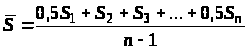 S̅ = 0,5S₁ + S₂ + S₃ + ... + 0,5Sₙ / n - 1